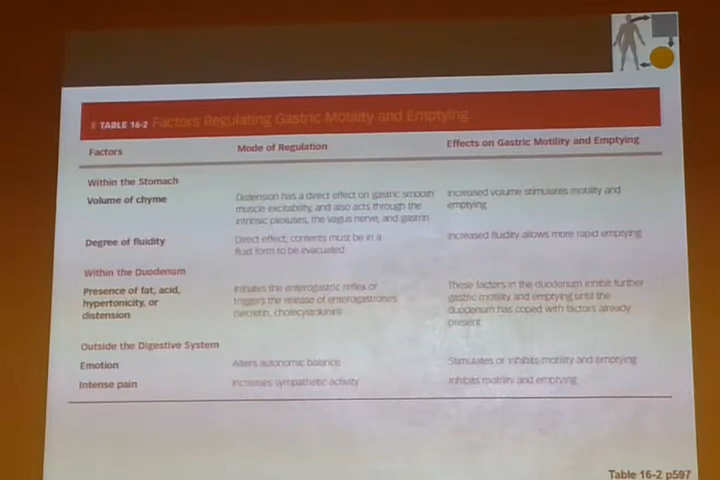 TABLE 16-2 Factors Regulating Gastric Motility and Emptying
Factors Mode of Regulation Effects on Gastric Motility and Emptying
Within the Stomach
Volume of chyme Distension has a direct effect on gastric smooth Increased volume stimulates motility and
muscle excitability, and also acts through the emptying
intrinsic plexuses, the vagus nerve, and gastrin
Degree of fluidity Direct effect; contents must be in a Increased fluidity allows more rapid emptying
fluid form to be evacuated
Within the Duodenum
Presence of fat, acid, Initiates the enterogastric reflex or These factors in the duodenum inhibit further
hypertonicity, or triggers the release of enterogastrones gastric motility and emptying until the
distension (secretin, cholecystokinin) duodenum has coped with factors already
present
Outside the Digestive System
Emotion Alters autonomic balance Stimulates or inhibits motility and emptying
Intense pain Increases sympathetic activity Inhibits motility and emptying
Table 16-2 p597